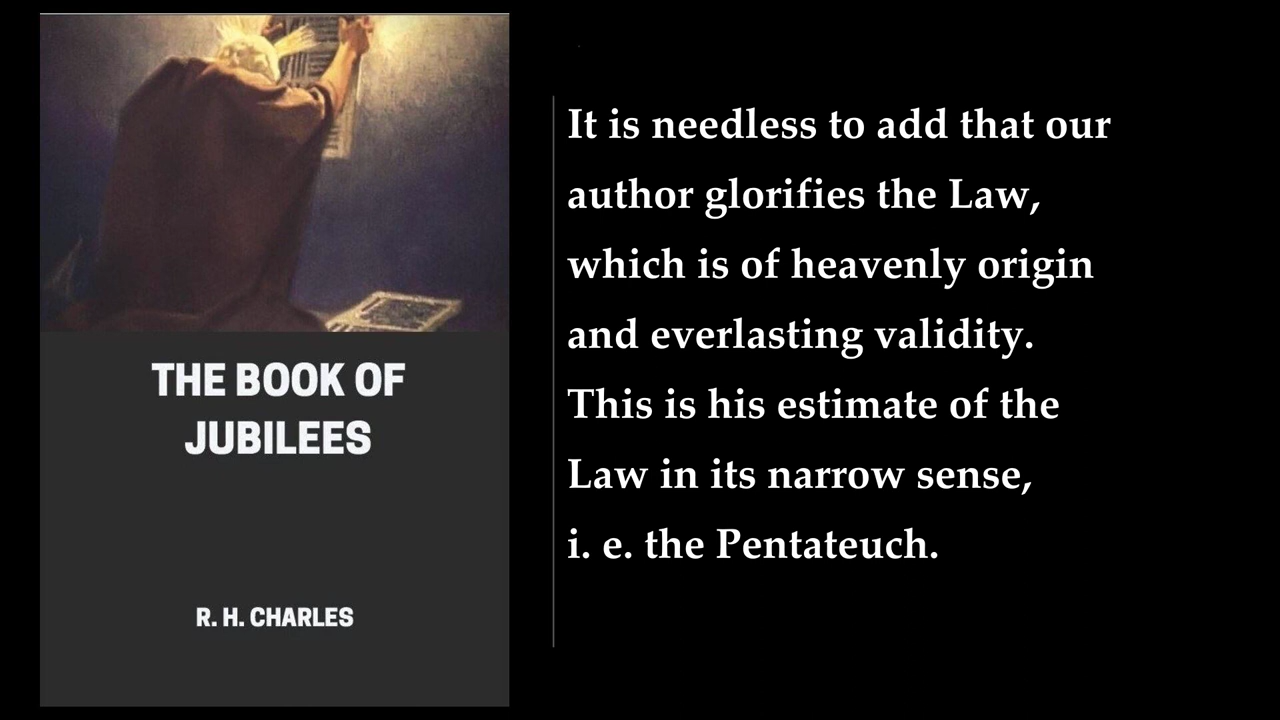 THE BOOK OF
JUBILEES
R. H. CHARLES
It is needless to add that our
author glorifies the Law,
which is of heavenly origin
and everlasting validity.
This is his estimate of the
Law in its narrow sense,
i. e. the Pentateuch.